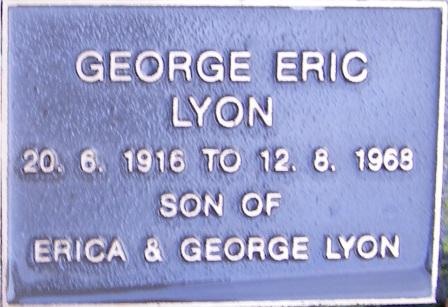 GEORGE ERIC
LYON
20. 6. 1916 TO 12. 8. 1968
SON OF
ERICA & GEORGE LYON